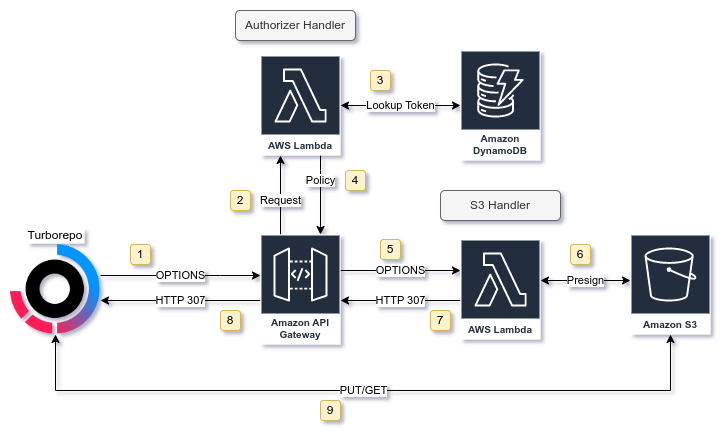 Authorizer Handler
3
Lookup Token
AWS Lambda
Amazon
DynamoDB
2
Request
Policy
4
S3 Handler
Turborepo
1
OPTIONS
5
OPTIONS
6
Presign
HTTP 307
8
Amazon API
Gateway
HTTP 307
7
AWS Lambda
Amazon S3
PUT/GET
9